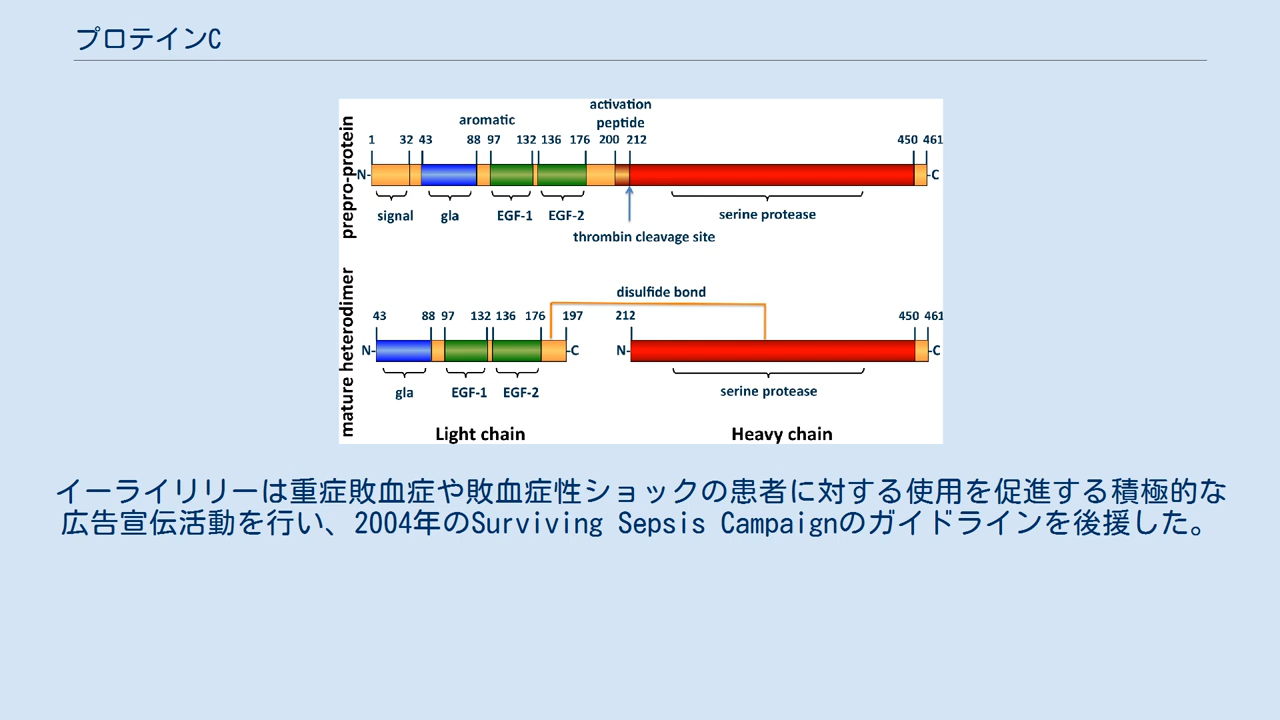 プロテインC
prepro-protein
aromatic
activation
peptide
1 32 43 88 97 132 136 176 200 212 450 461
N- -C
signal gla EGF-1 EGF-2 serine protease
thrombin cleavage site
mature heterodimer
disulfide bond
43 88 97 132 136 176 197 212 450 461
N- -C N- -C
gla EGF-1 EGF-2 serine protease
Light chain Heavy chain
イーライリリーは重症敗血症や敗血症性ショックの患者に対する使用を促進する積極的な
広告宣伝活動を行い、2004年のSurviving Sepsis Campaignのガイドラインを後援した。